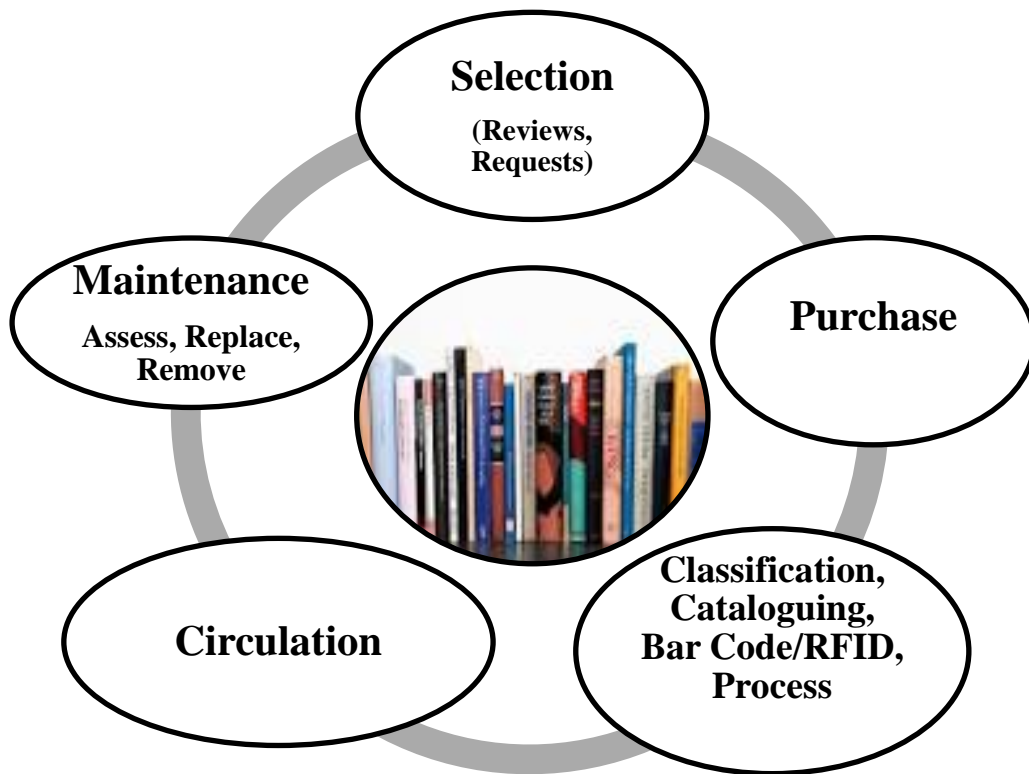 Selection
(Reviews,
Requests)
Purchase
Classification,
Cataloguing,
Bar Code/RFID,
Process
Circulation
Maintenance
Assess, Replace,
Remove